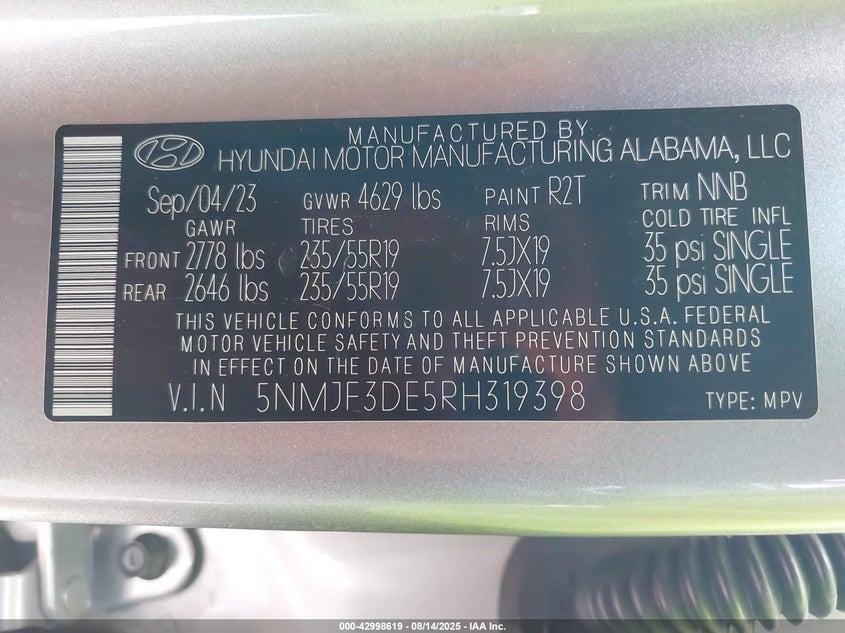 MANUFACTURED BY
HYUNDAI MOTOR MANUFACTURING ALABAMA, LLC
Sep/04/23 GVWR 4629 lbs PAINT R2T TRIM NNB
GAWR TIRES RIMS COLD TIRE INFL
FRONT 2778 lbs 235/55R19 7.5JX19 35 psi SINGLE
REAR 2646 lbs 235/55R19 7.5JX19 35 psi SINGLE
THIS VEHICLE CONFORMS TO ALL APPLICABLE U.S.A. FEDERAL
MOTOR VEHICLE SAFETY AND THEFT PREVENTION STANDARDS
IN EFFECT ON THE DATE OF MANUFACTURE SHOWN ABOVE
V.I.N 5NMJF3DE5RH319398 TYPE: MPV
000-42998619 - 08/14/2025 - IAA Inc.